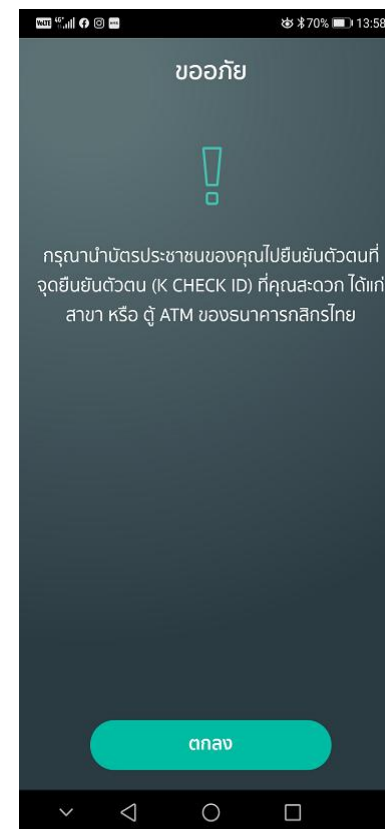 70% 13:58
ขออภัย
กรุณานำบัตรประชาชนของคุณไปยืนยันตัวตนที่
จุดยืนยันตัวตน (K CHECK ID) ที่คุณสะดวก ได้แก่
สาขา หรือ ตู้ ATM ของธนาคารกสิกรไทย
ตกลง